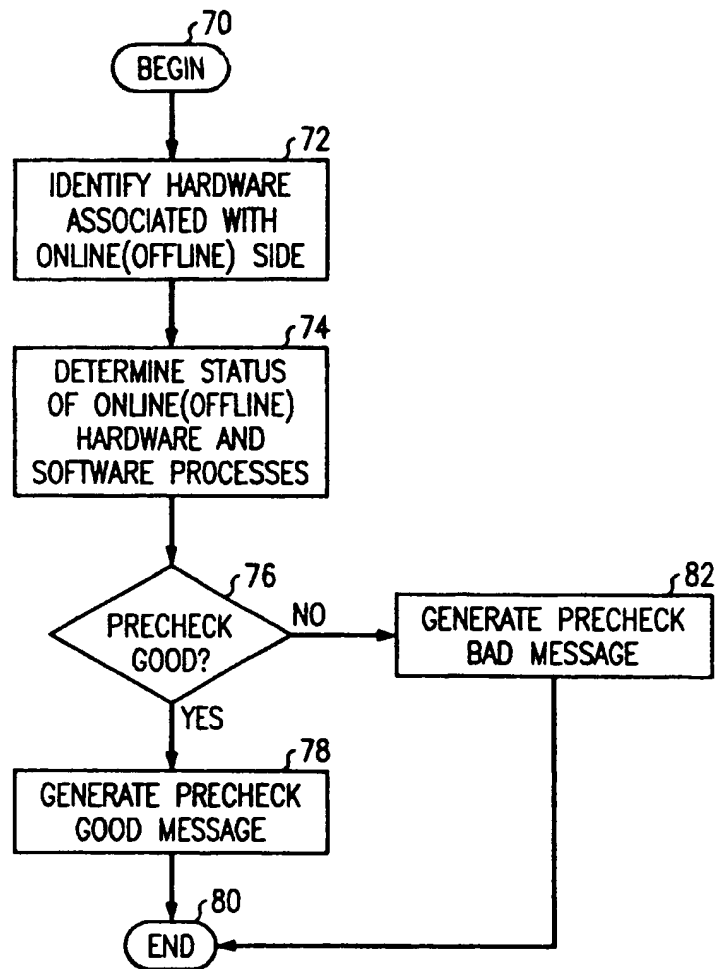 70
BEGIN
72
IDENTIFY HARDWARE
ASSOCIATED WITH
ONLINE(OFFLINE) SIDE
74
DETERMINE STATUS
OF ONLINE(OFFLINE)
HARDWARE AND
SOFTWARE PROCESSES
76
PRECHECK
GOOD?
NO
82
GENERATE PRECHECK
BAD MESSAGE
YES
78
GENERATE PRECHECK
GOOD MESSAGE
80
END